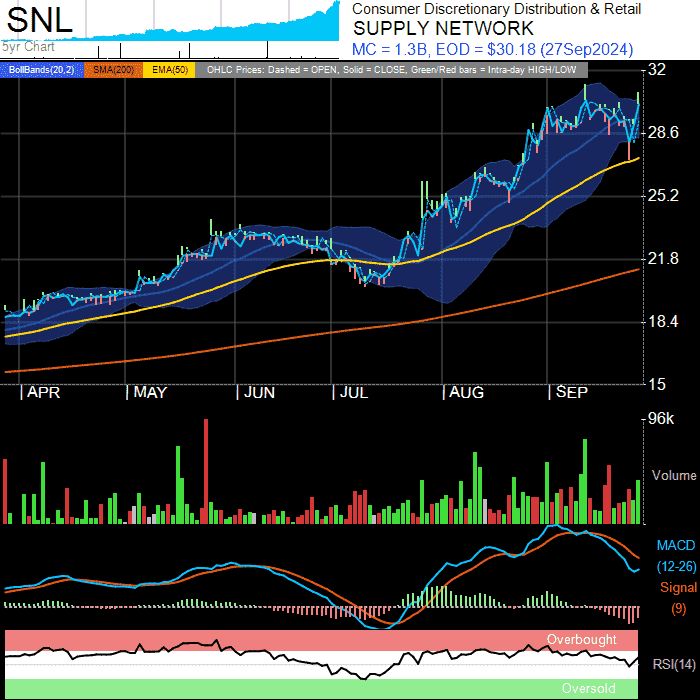 SNL
Consumer Discretionary Distribution & Retail
SUPPLY NETWORK
MC = 1.3B, EOD = $30.18 (27Sep2024)
5yr Chart
BollBands(20,2) SMA(200) EMA(50) OHLC Prices: Dashed = OPEN, Solid = CLOSE, Green/Red bars = Intra-day HIGH/LOW
32
28.6
25.2
21.8
18.4
15
APR MAY JUN JUL AUG SEP
96k
Volume
MACD
(12-26)
Signal
(9)
Overbought
RSI(14)
Oversold